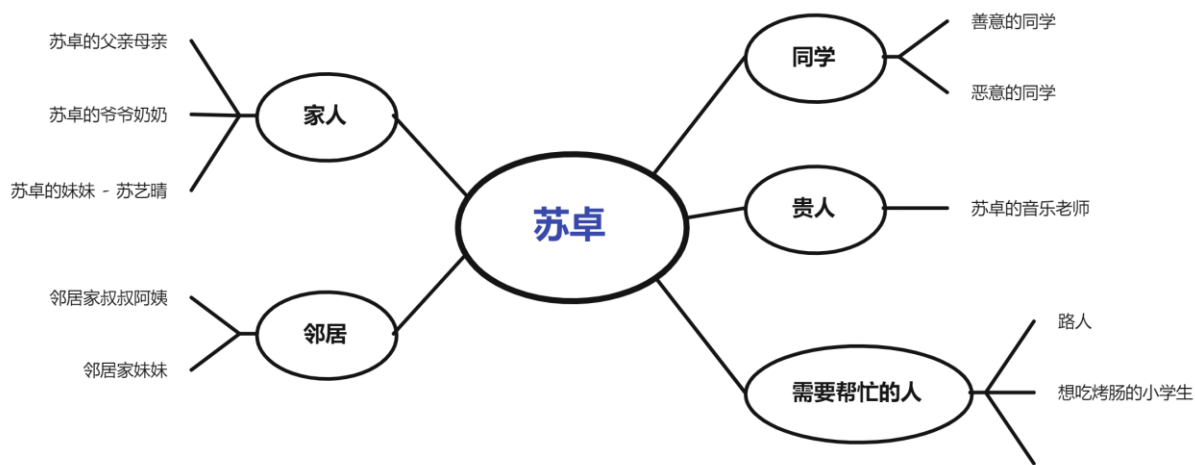 苏卓
家人
苏卓的父亲母亲
苏卓的爷爷奶奶
苏卓的妹妹 - 苏艺晴
邻居
邻居家叔叔阿姨
邻居家妹妹
同学
善意的同学
恶意的同学
贵人
苏卓的音乐老师
需要帮忙的人
路人
想吃烤肠的小学生